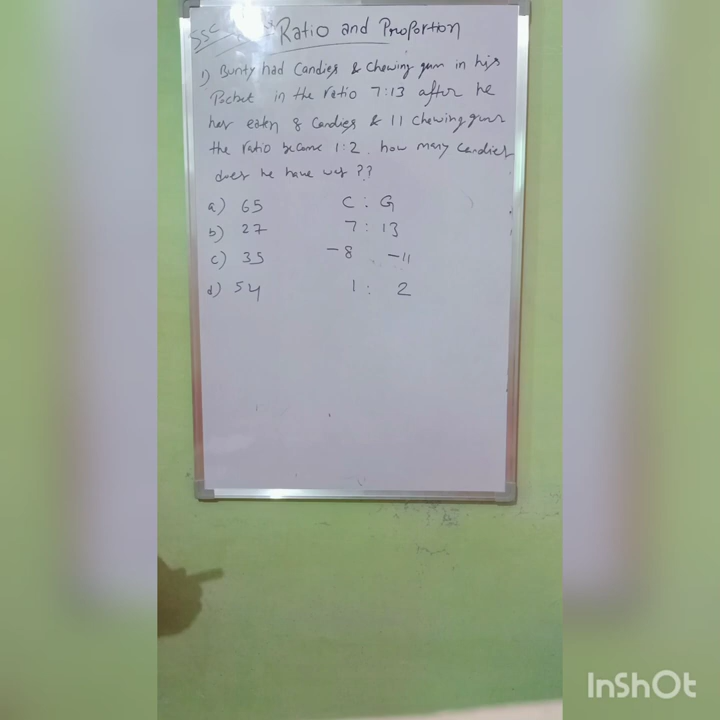 SSC Ratio and Proportion
1) Bunty had Candies & Chewing gum in his
Pocket in the ratio 7:13 after he
has eaten 8 Candies & 11 chewing gums
the ratio became 1:2. how many Candies
does he have ??
a) 65 C : G
b) 27 7 : 13
c) 35 -8 -11
d) 54 1 : 2
InShOt